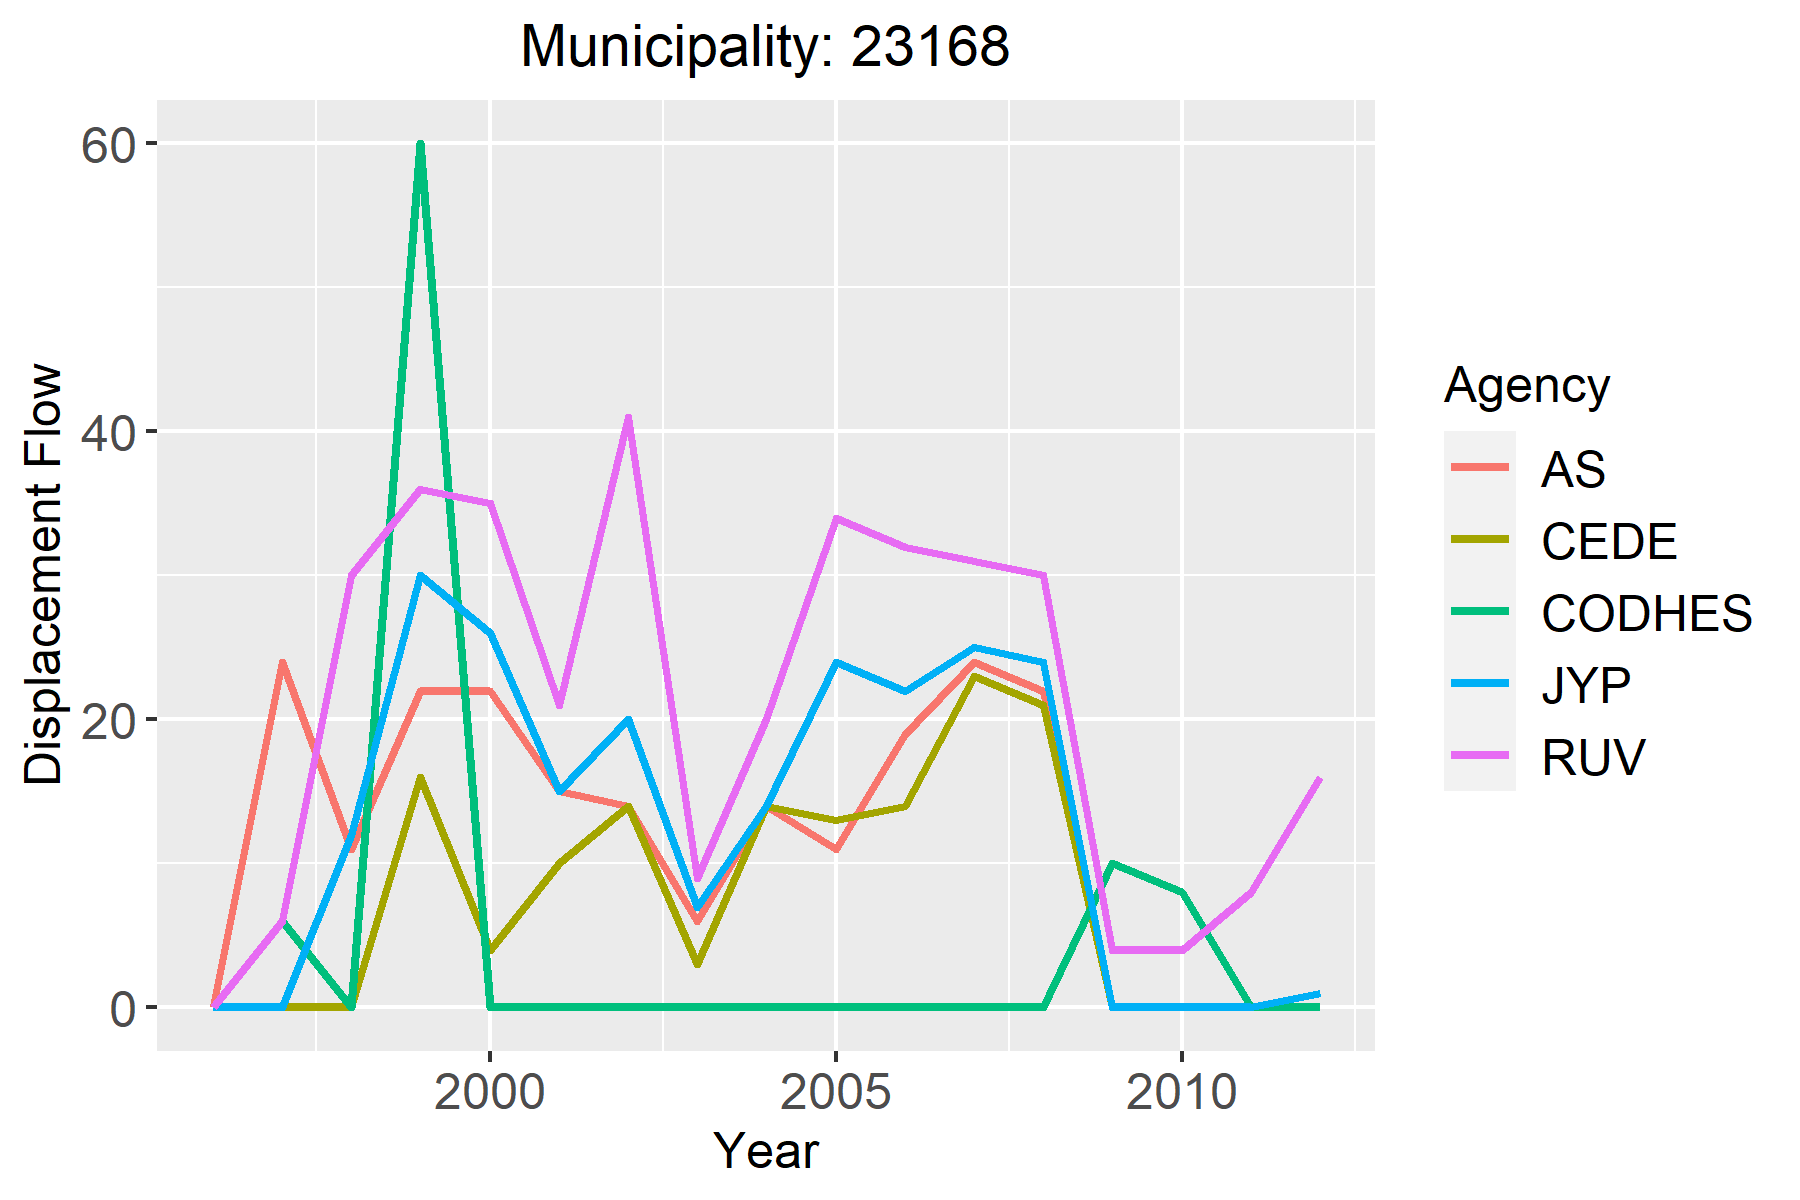 Municipality: 23168
60
40
20
0
Displacement Flow
2000 2005 2010
Year
Agency
AS
CEDE
CODHES
JYP
RUV